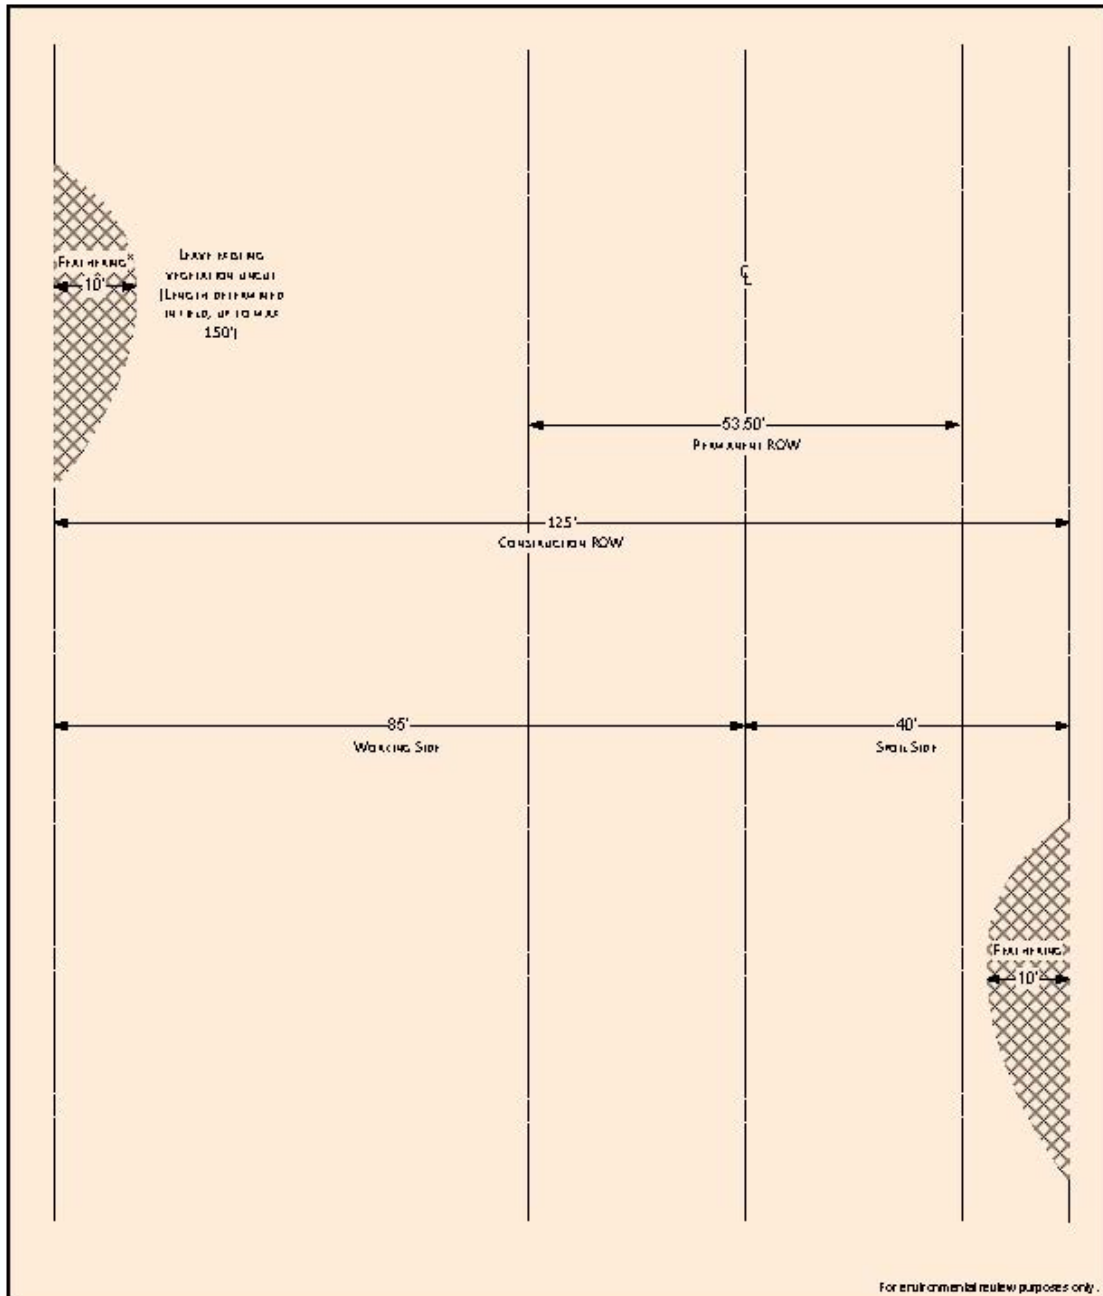 FEATHERING
10'
LEAVE EXISTING
VEGETATION UNCUT
(LENGTH DETERMINED
IN FIELD, UP TO MAX
150')
℄
53.50'
PERMANENT ROW
125'
CONSTRUCTION ROW
85'
WORKING SIDE
40'
SPOIL SIDE
FEATHERING
10'
For environmental review purposes only.